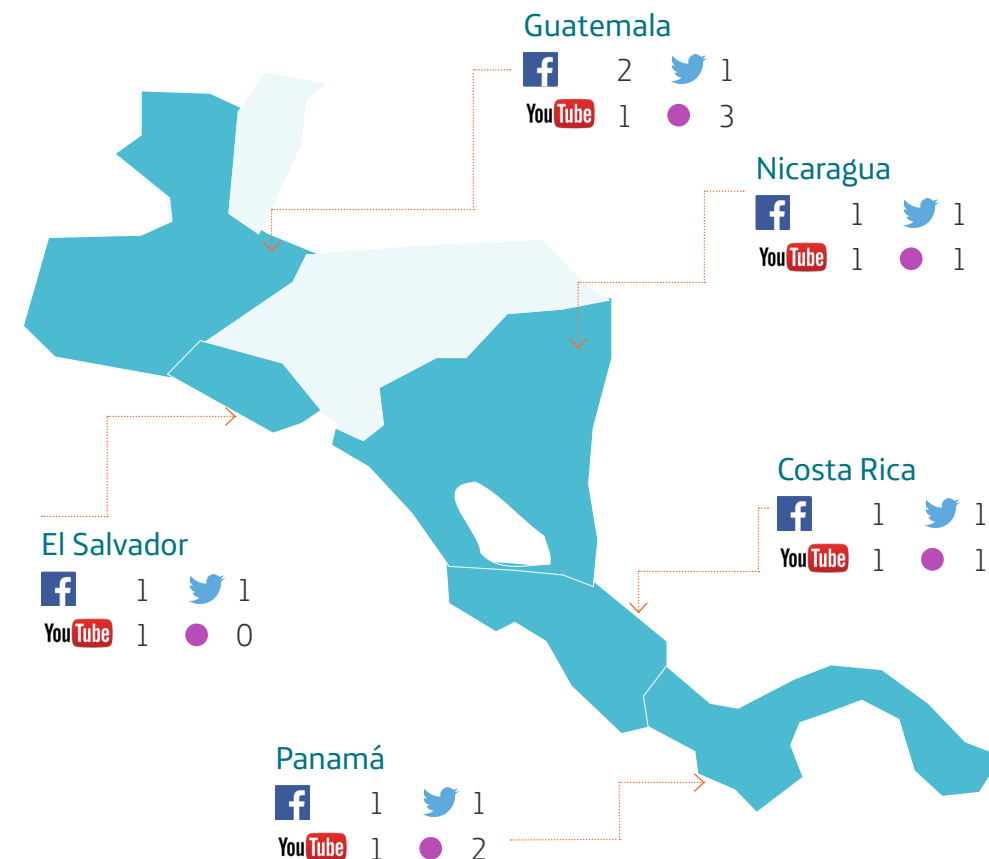 Guatemala
2 1
YouTube 1 3
Nicaragua
1 1
YouTube 1 1
Costa Rica
1 1
YouTube 1 1
El Salvador
1 1
YouTube 1 0
Panamá
1 1
YouTube 1 2